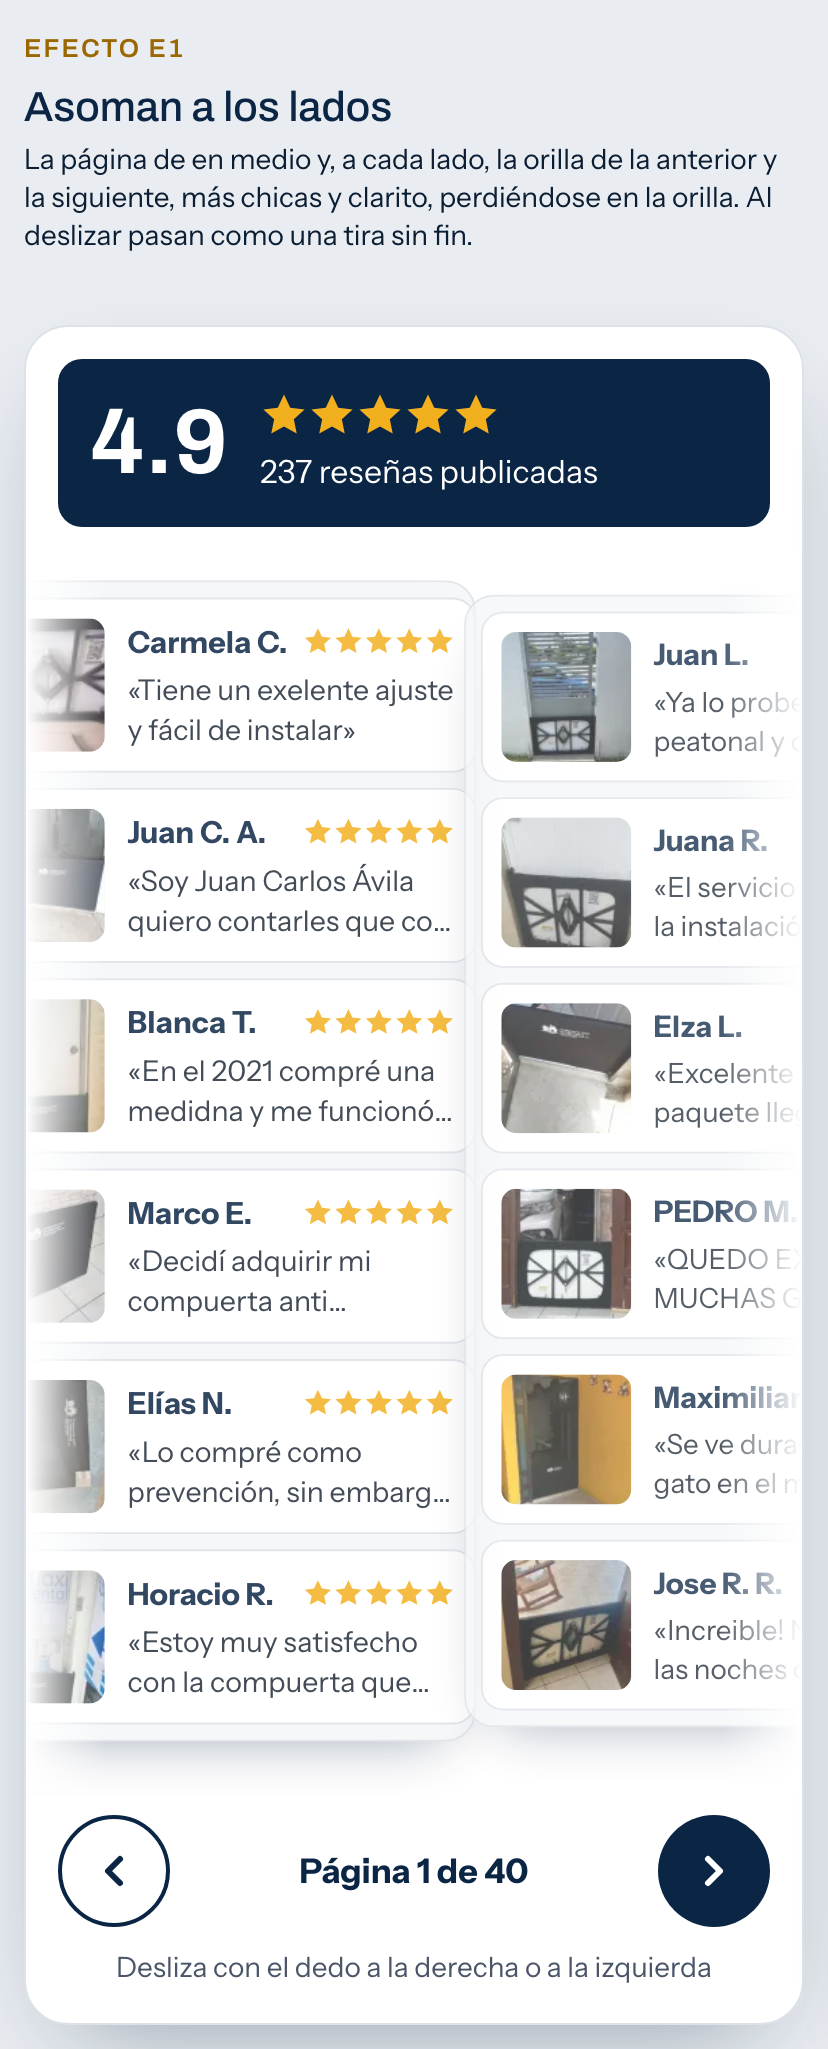 EFECTO E1
Asoman a los lados
La página de en medio y, a cada lado, la orilla de la anterior y
la siguiente, más chicas y clarito, perdiéndose en la orilla. Al
deslizar pasan como una tira sin fin.
4.9
237 reseñas publicadas
Carmela C.
«Tiene un exelente ajuste
y fácil de instalar»
Juan C. A.
«Soy Juan Carlos Ávila
quiero contarles que co...
Blanca T.
«En el 2021 compré una
medidna y me funcionó...
Marco E.
«Decidí adquirir mi
compuerta anti...
Elías N.
«Lo compré como
prevención, sin embarg...
Horacio R.
«Estoy muy satisfecho
con la compuerta que...
Juan L.
«Ya lo probé
peatonal y
Juana R.
«El servicio
la instalació
Elza L.
«Excelente
paquete lle
PEDRO M.
«QUEDO E
MUCHAS G
Maximilian
«Se ve dura
gato en el m
Jose R. R.
«Increible! N
las noches
Página 1 de 40
Desliza con el dedo a la derecha o a la izquierda